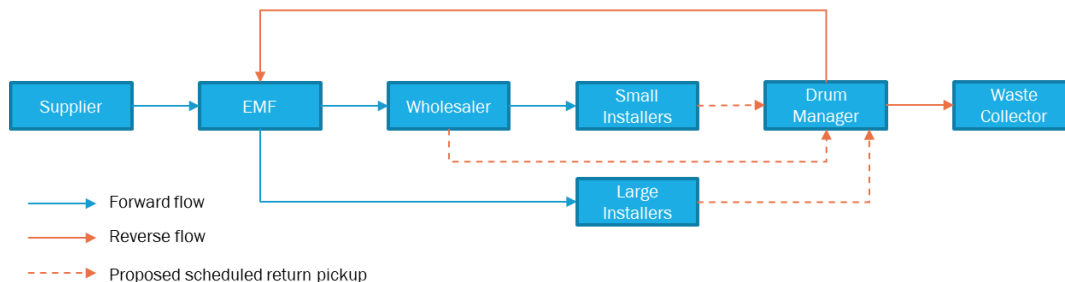 Supplier
EMF
Wholesaler
Small
Installers
Drum
Manager
Waste
Collector
Large
Installers
Forward flow
Reverse flow
Proposed scheduled return pickup